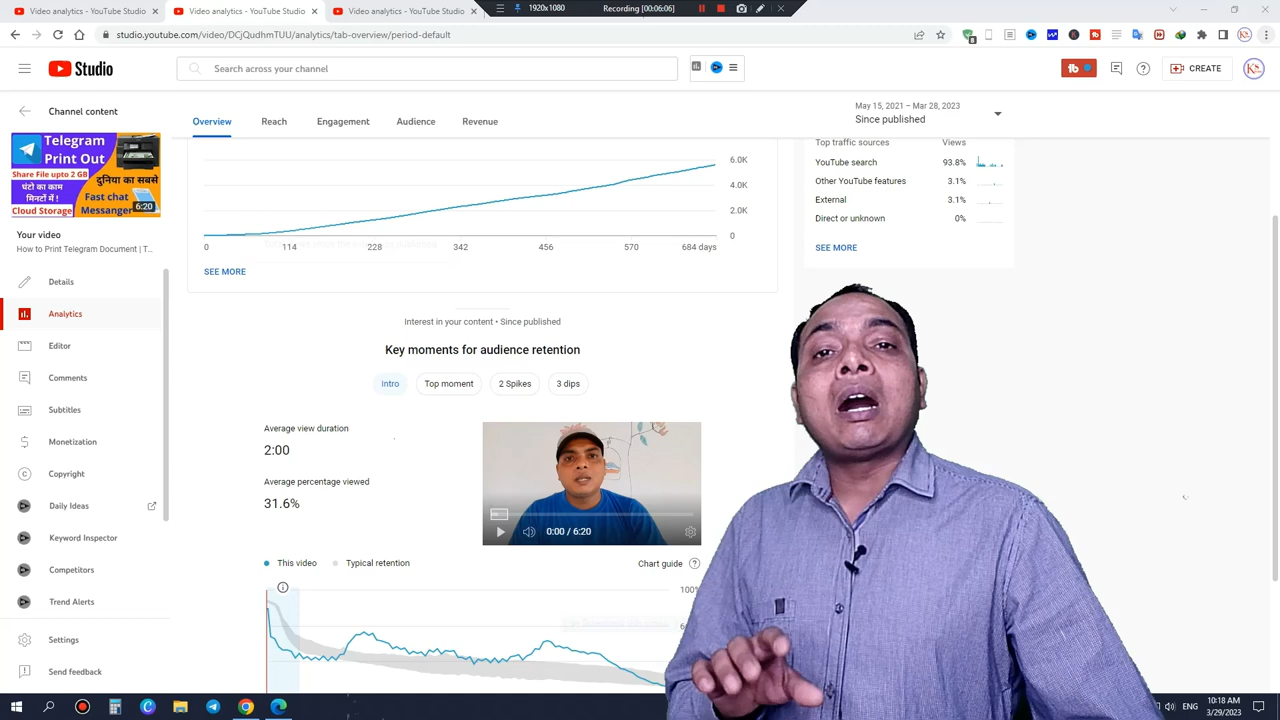 Video analytics - YouTube Studio
Video analytics - YouTube Studio
Video analytics - YouTube Studio
1920x1080
Recording [00:06:06]
studio.youtube.com/video/DCjQudhmTUU/analytics/tab-overview/period-default
Studio
Search across your channel
CREATE
Channel content
Overview
Reach
Engagement
Audience
Revenue
May 15, 2021 – Mar 28, 2023
Since published
Telegram
Print Out
Share File upto 2 GB
दुनिया का सबसे
घंटो का काम
मिनटों में !
Fast chat
Messanger
Cloud Storage
6:20
Your video
How to Print Telegram Document | T...
Details
Analytics
Editor
Comments
Subtitles
Monetization
Copyright
Daily Ideas
Keyword Inspector
Competitors
Trend Alerts
Settings
Send feedback
6.0K
4.0K
2.0K
0
0
114
228
342
456
570
684 days
SEE MORE
Top traffic sources
Views
YouTube search
93.8%
Other YouTube features
3.1%
External
3.1%
Direct or unknown
0%
SEE MORE
Interest in your content • Since published
Key moments for audience retention
Intro
Top moment
2 Spikes
3 dips
Average view duration
2:00
Average percentage viewed
31.6%
0:00 / 6:20
This video
Typical retention
Chart guide
100%
ENG
10:18 AM
3/29/2023